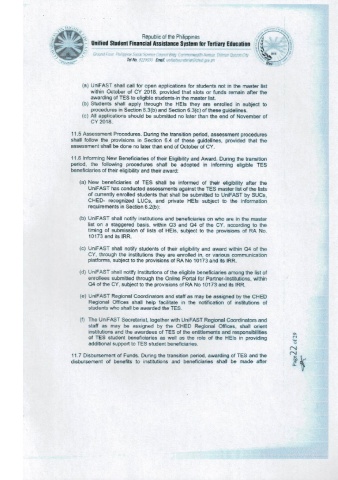 Republic of the Philippines
Unified Student Financial Assistance System for Tertiary Education
(a) UniFAST shall call for open applications for students not in the master list
within October of CY 2018, provided that slots or funds remain after the
awarding of TES to eligible students in the master list.
(b) Students shall apply through the HEIs they are enrolled in subject to
procedures in Section 6.3(b) and Section 6.3(c) of these guidelines.
(c) All applications should be submitted no later than the end of November of
CY 2018.
11.5 Assessment Procedures. During the transition period, assessment procedures
shall follow the provisions in Section 6.4 of these guidelines, provided that the
assessment shall be done no later than end of October of CY.
11.6 Informing New Beneficiaries of their Eligibility and Award. During the transition
period, the following procedures shall be adopted in informing eligible TES
beneficiaries of their eligibility and their award:
(a) New beneficiaries of TES shall be informed of their eligibility after the
UniFAST has conducted assessments against the TES master list of the lists
of currently enrolled students that shall be submitted to UniFAST by SUCs,
CHED- recognized LUCs, and private HEIs subject to the information
requirements in Section 6.2(b);
(b) UniFAST shall notify institutions and beneficiaries on who are in the master
list on a staggered basis, within Q3 and Q4 of the CY, according to the
timing of submission of lists of HEIs, subject to the provisions of RA No.
10173 and its IRR.
(c) UniFAST shall notify students of their eligibility and award within Q4 of the
CY, through the institutions they are enrolled in, or various communication
platforms, subject to the provisions of RA No 10173 and its IRR.
(d) UniFAST shall notify institutions of the eligible beneficiaries among the list of
enrollees submitted through the Online Portal for Partner-Institutions, within
Q4 of the CY, subject to the provisions of RA No 10173 and its IRR.
(e) UniFAST Regional Coordinators and staff as may be assigned by the CHED
Regional Offices shall help facilitate in the notification of institutions of
students who shall be awarded the TES.
(f) The UniFAST Secretariat, together with UniFAST Regional Coordinators and
staff as may be assigned by the CHED Regional Offices, shall orient
institutions and the awardees of TES of the entitlements and responsibilities
of TES student beneficiaries as well as the role of the HEIs in providing
additional support to TES student beneficiaries.
11.7 Disbursement of Funds. During the transition period, awarding of TES and the
disbursement of benefits to institutions and beneficiaries shall be made after
Page 22 of 29